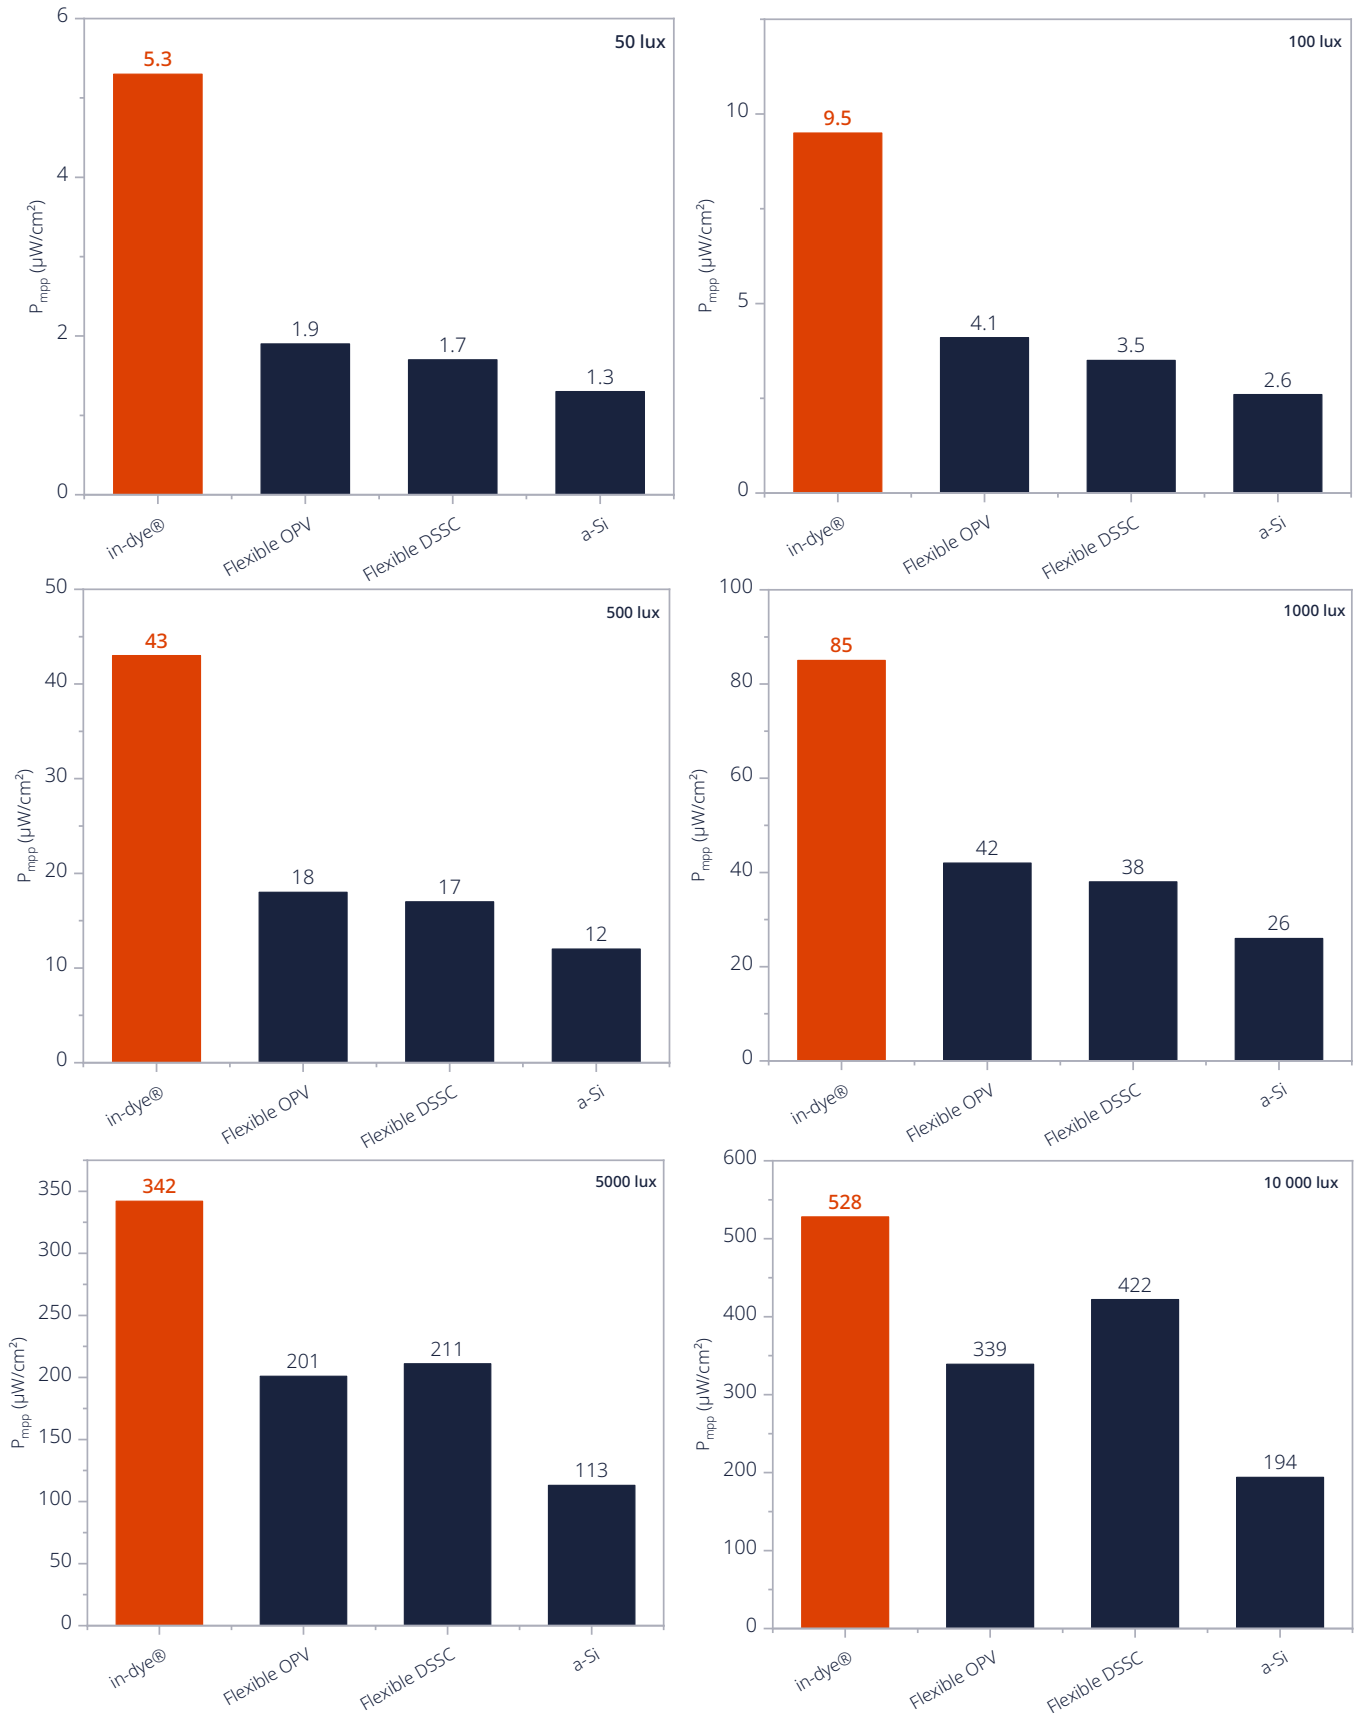 50 lux
6
4
2
0
Pmpp (µW/cm²)
5.3
1.9
1.7
1.3
in-dye®
Flexible OPV
Flexible DSSC
a-Si
100 lux
10
5
0
Pmpp (µW/cm²)
9.5
4.1
3.5
2.6
in-dye®
Flexible OPV
Flexible DSSC
a-Si
500 lux
50
40
30
20
10
0
Pmpp (µW/cm²)
43
18
17
12
in-dye®
Flexible OPV
Flexible DSSC
a-Si
1000 lux
100
80
60
40
20
0
Pmpp (µW/cm²)
85
42
38
26
in-dye®
Flexible OPV
Flexible DSSC
a-Si
5000 lux
350
300
250
200
150
100
50
0
Pmpp (µW/cm²)
342
201
211
113
in-dye®
Flexible OPV
Flexible DSSC
a-Si
10 000 lux
600
500
400
300
200
100
0
Pmpp (µW/cm²)
528
339
422
194
in-dye®
Flexible OPV
Flexible DSSC
a-Si